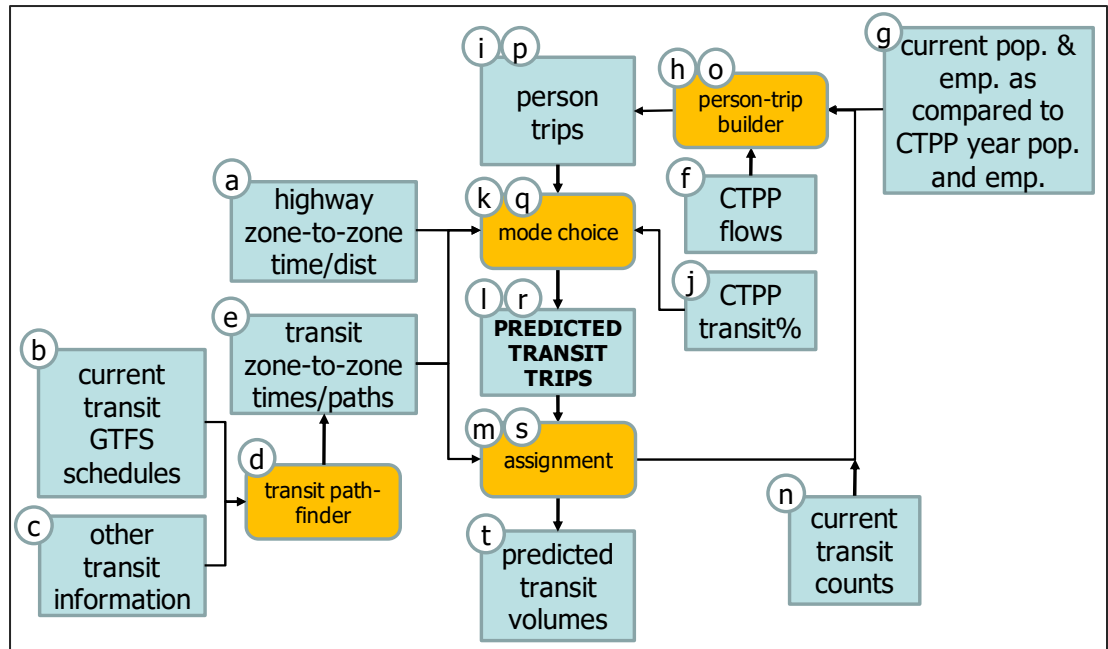 i p
person
trips
h o
person-trip
builder
g
current pop. &
emp. as
compared to
CTPP year pop.
and emp.
a
highway
zone-to-zone
time/dist
k q
mode choice
f
CTPP
flows
j
CTPP
transit%
e
transit
zone-to-zone
times/paths
l r
PREDICTED
TRANSIT
TRIPS
b
current
transit
GTFS
schedules
d
transit path-
finder
m s
assignment
c
other
transit
information
t
predicted
transit
volumes
n
current
transit
counts